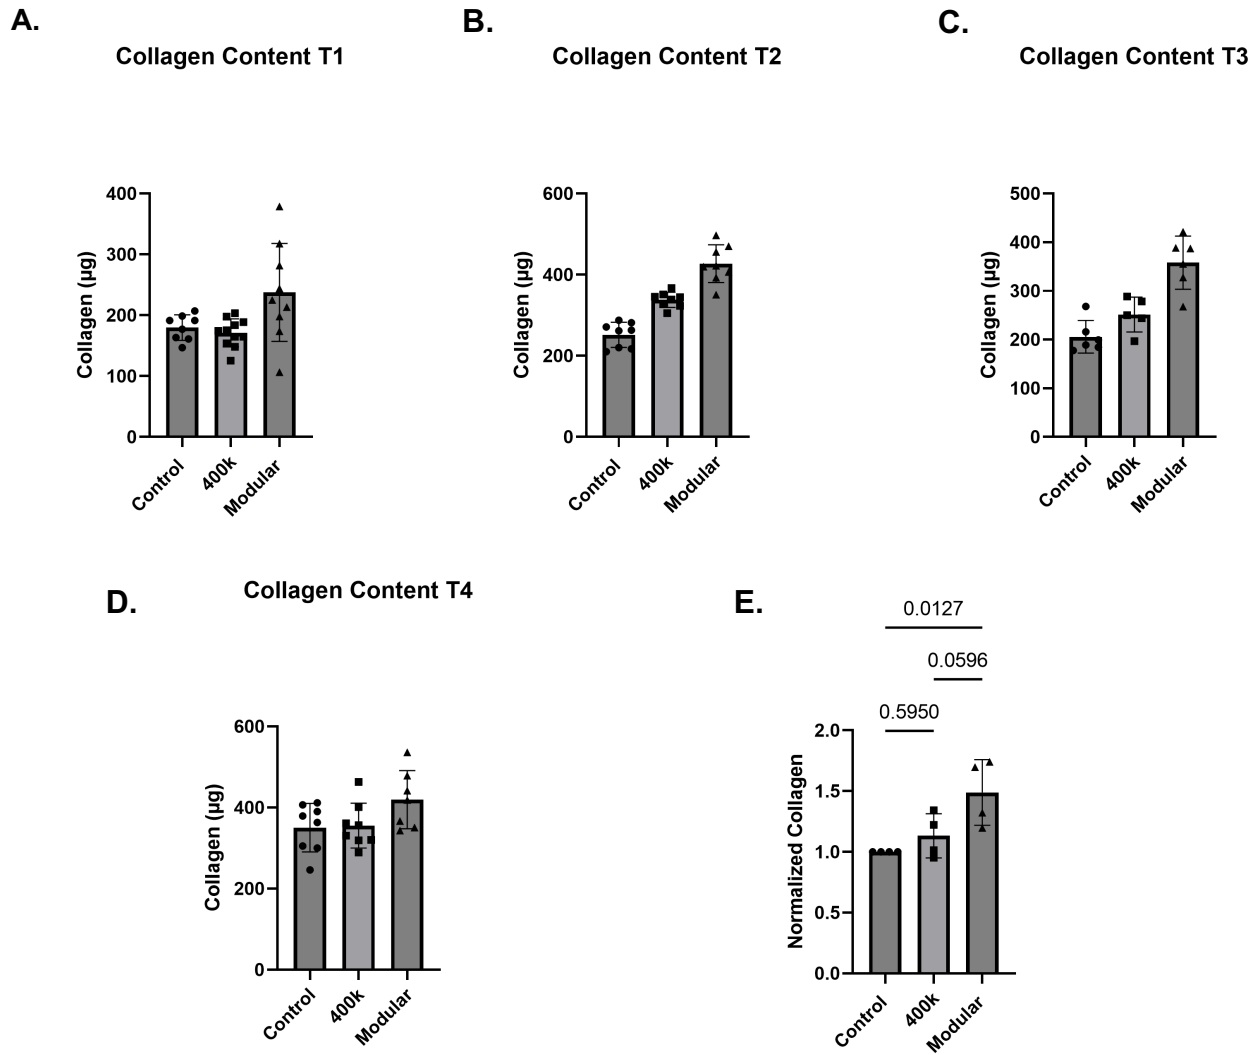 A.
Collagen Content T1
Collagen (µg)
400
300
200
100
0
Control
400k
Modular
B.
Collagen Content T2
Collagen (µg)
600
400
200
0
Control
400k
Modular
C.
Collagen Content T3
Collagen (µg)
500
400
300
200
100
0
Control
400k
Modular
D.
Collagen Content T4
Collagen (µg)
600
400
200
0
Control
400k
Modular
E.
0.0127
0.0596
0.5950
Normalized Collagen
2.0
1.5
1.0
0.5
0.0
Control
400k
Modular